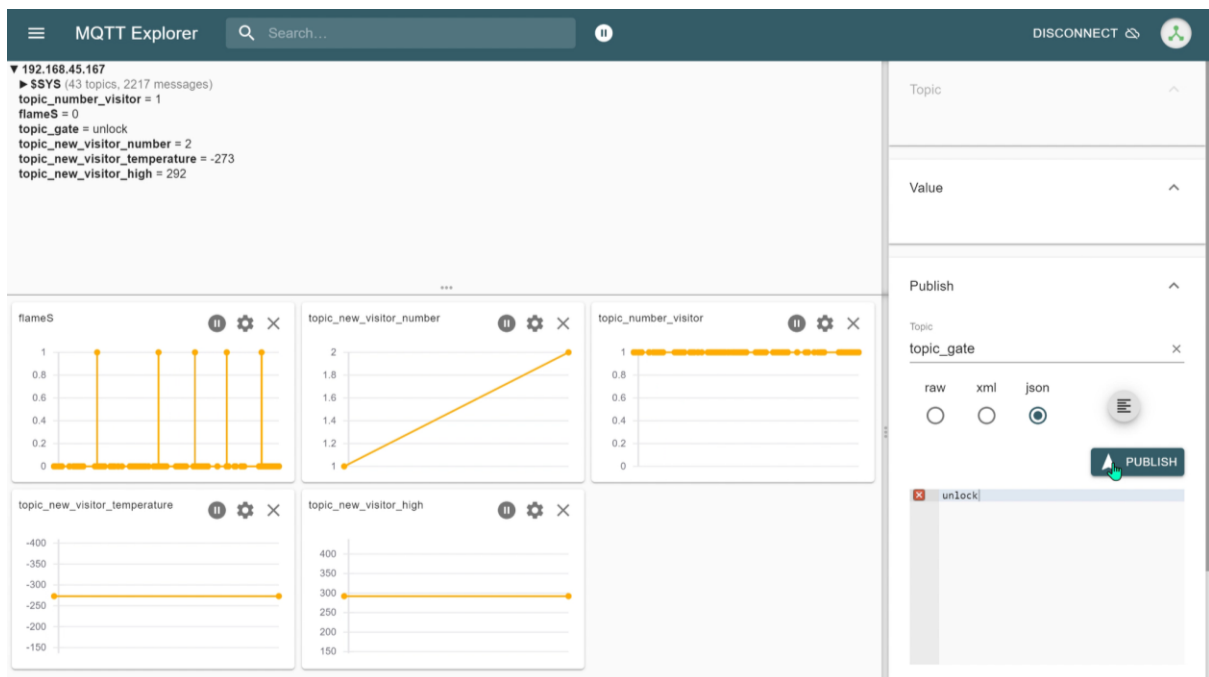 MQTT Explorer
Search...
DISCONNECT
▼ 192.168.45.167
▶ $SYS (43 topics, 2217 messages)
topic_number_visitor = 1
flameS = 0
topic_gate = unlock
topic_new_visitor_number = 2
topic_new_visitor_temperature = -273
topic_new_visitor_high = 292
Topic
Value
Publish
Topic
topic_gate
raw xml json
PUBLISH
unlock
flameS
1
0.8
0.6
0.4
0.2
0
topic_new_visitor_number
2
1.8
1.6
1.4
1.2
1
topic_number_visitor
1
0.8
0.6
0.4
0.2
0
topic_new_visitor_temperature
-400
-350
-300
-250
-200
-150
topic_new_visitor_high
400
350
300
250
200
150